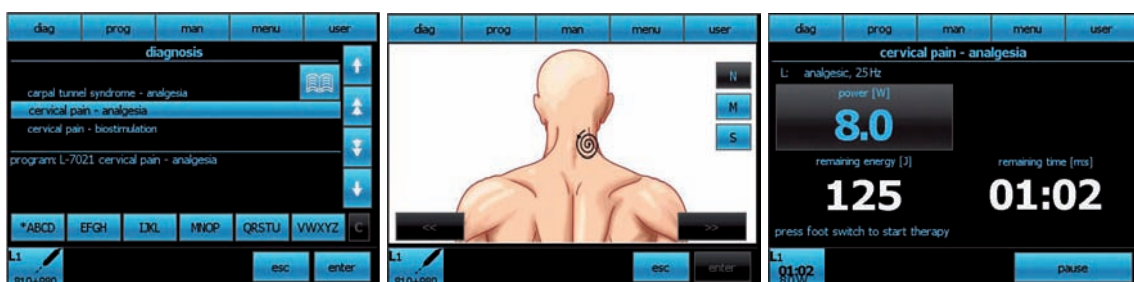 diag prog man menu user
diagnosis
carpal tunnel syndrome - analgesia
cervical pain - analgesia
cervical pain - biostimulation
program: L-7021 cervical pain - analgesia
*ABCD EFGH IJKL MNOP QRSTU VWXYZ C
L1
esc enter
diag prog man menu user
N
M
S
<< >>
L1
esc enter
diag prog man menu user
cervical pain - analgesia
L: analgesic, 25 Hz
power [W]
8.0
remaining energy [J] remaining time [m:s]
125 01:02
press foot switch to start therapy
L1
01:02
pause